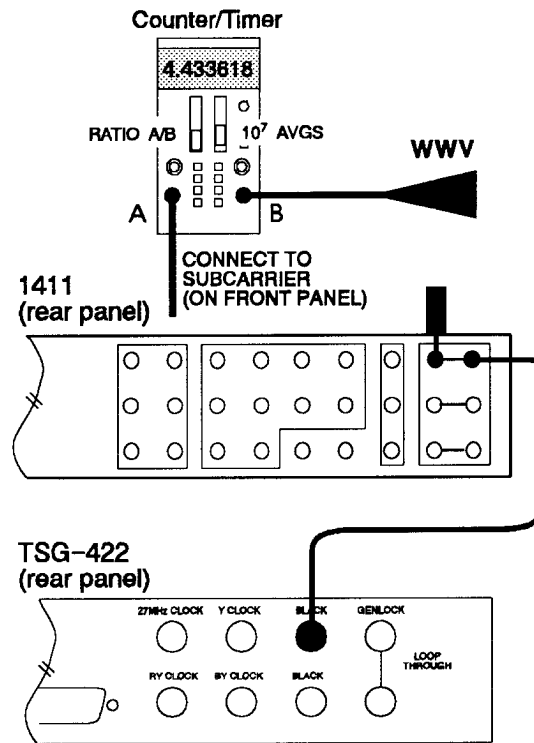 Counter/Timer
4.433618
RATIO A/B
10⁷ AVGS
WWV
A
B
CONNECT TO
SUBCARRIER
(ON FRONT PANEL)
1411
(rear panel)
TSG-422
(rear panel)
27MHz CLOCK
Y CLOCK
BLACK
GENLOCK
LOOP
THROUGH
RY CLOCK
BY CLOCK
BLACK